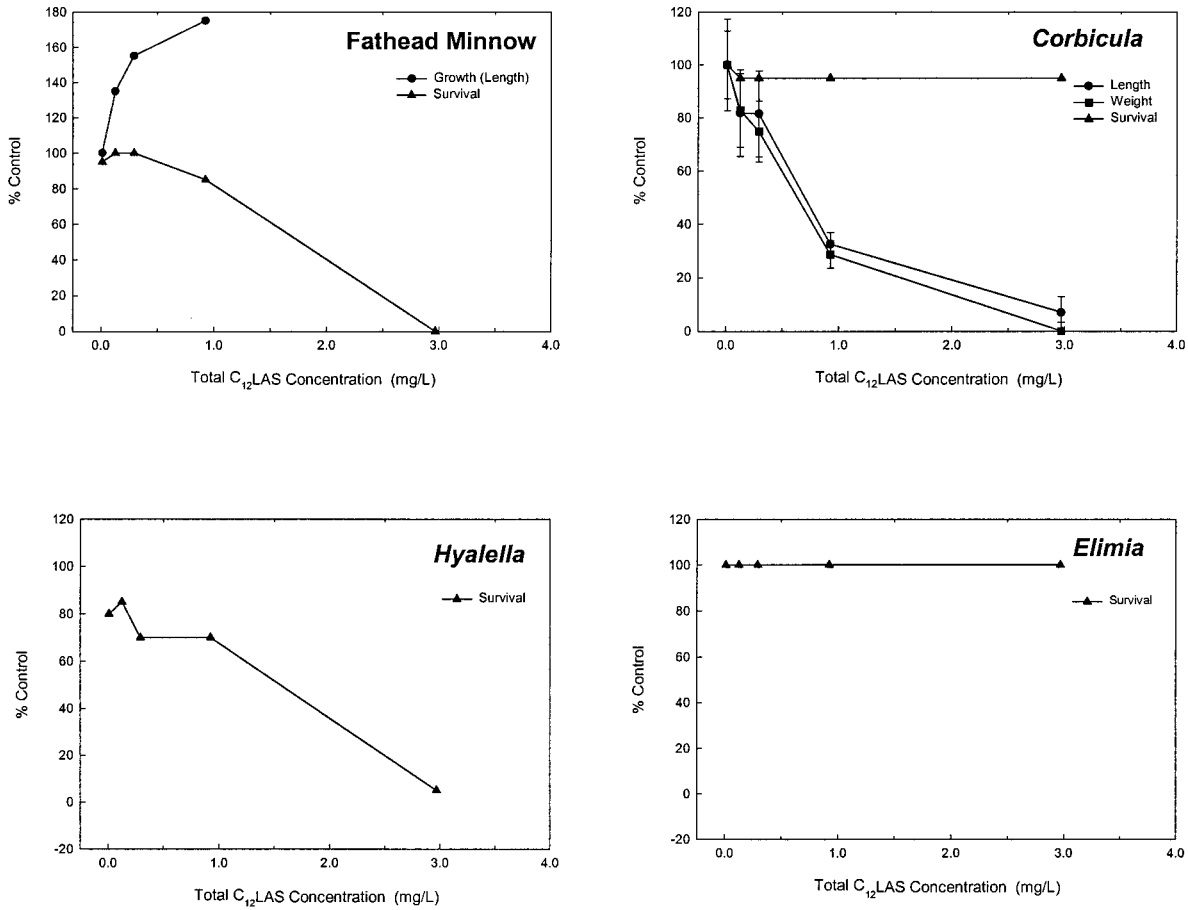 Fathead Minnow
Growth (Length)
Survival
% Control
180
160
140
120
100
80
60
40
20
0
0.0 1.0 2.0 3.0 4.0
Total C₁₂LAS Concentration (mg/L)
Corbicula
Length
Weight
Survival
% Control
120
100
80
60
40
20
0
0.0 1.0 2.0 3.0 4.0
Total C₁₂LAS Concentration (mg/L)
Hyalella
Survival
% Control
120
100
80
60
40
20
0
-20
0.0 1.0 2.0 3.0 4.0
Total C₁₂LAS Concentration (mg/L)
Elimia
Survival
% Control
120
100
80
60
40
20
0
-20
0.0 1.0 2.0 3.0 4.0
Total C₁₂LAS Concentration (mg/L)